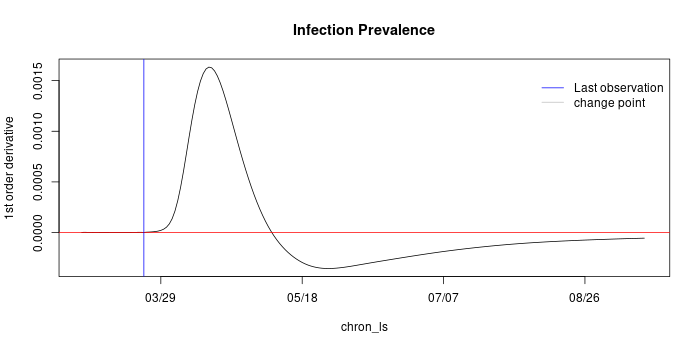 Infection Prevalence
1st order derivative
0.0015
0.0010
0.0005
0.0000
Last observation
change point
03/29
05/18
07/07
08/26
chron_ls